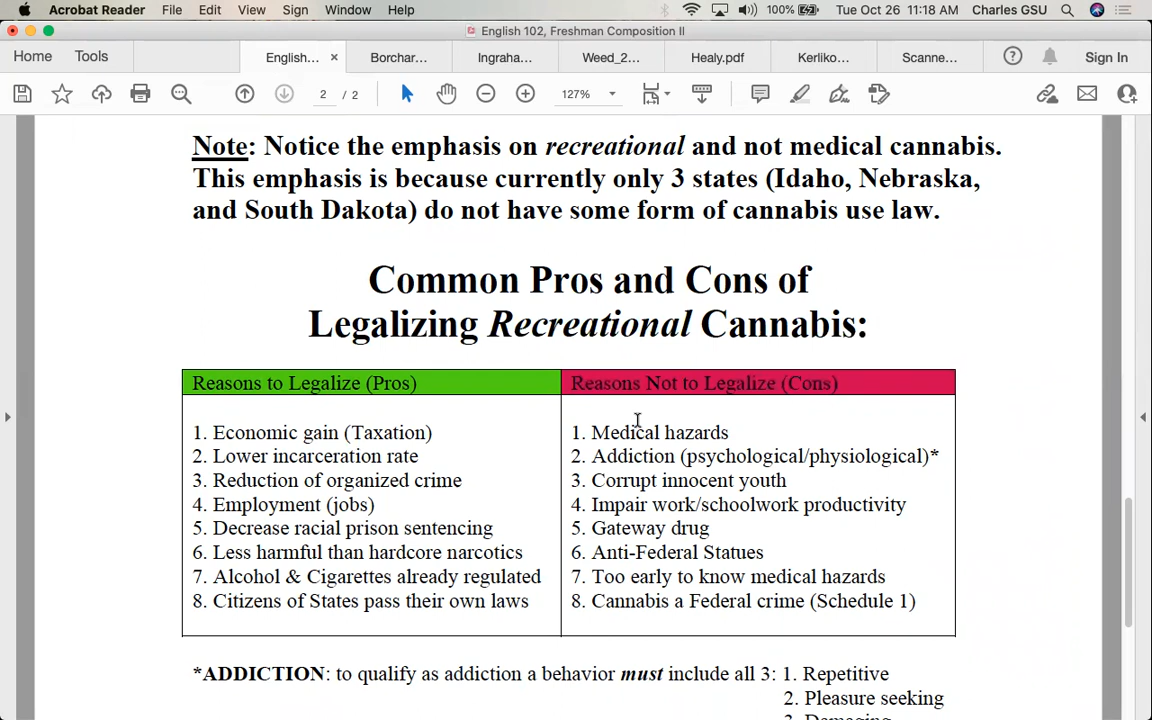 Acrobat Reader File Edit View Sign Window Help 100% Tue Oct 26 11:18 AM Charles GSU
English 102, Freshman Composition II
Home Tools English... × Borchar... Ingraha... Weed_2... Healy.pdf Kerliko... Scanne... Sign In
2 / 2 127%
Note: Notice the emphasis on recreational and not medical cannabis.
This emphasis is because currently only 3 states (Idaho, Nebraska,
and South Dakota) do not have some form of cannabis use law.
Common Pros and Cons of
Legalizing Recreational Cannabis:
Reasons to Legalize (Pros)
1. Economic gain (Taxation)
2. Lower incarceration rate
3. Reduction of organized crime
4. Employment (jobs)
5. Decrease racial prison sentencing
6. Less harmful than hardcore narcotics
7. Alcohol & Cigarettes already regulated
8. Citizens of States pass their own laws
Reasons Not to Legalize (Cons)
1. Medical hazards
2. Addiction (psychological/physiological)*
3. Corrupt innocent youth
4. Impair work/schoolwork productivity
5. Gateway drug
6. Anti-Federal Statues
7. Too early to know medical hazards
8. Cannabis a Federal crime (Schedule 1)
*ADDICTION: to qualify as addiction a behavior must include all 3: 1. Repetitive
2. Pleasure seeking
3. Damaging